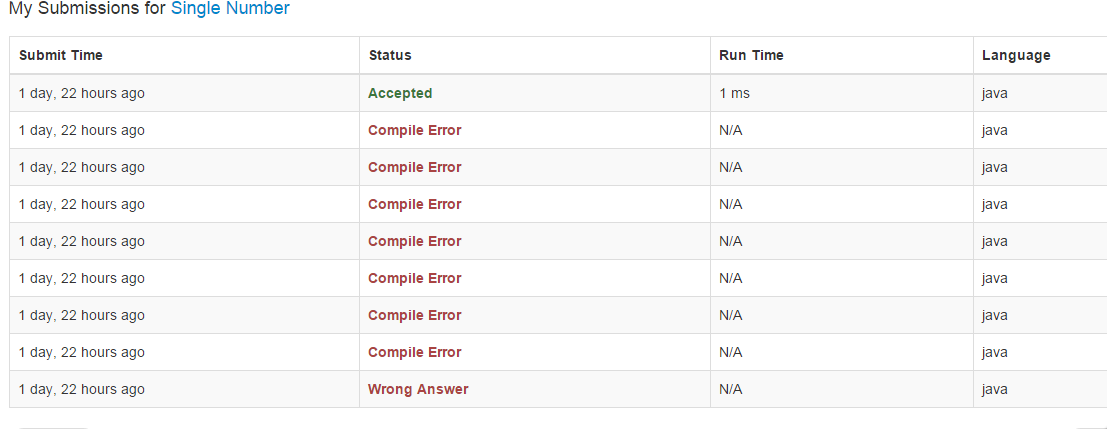 My Submissions for Single Number
Submit Time Status Run Time Language
1 day, 22 hours ago Accepted 1 ms java
1 day, 22 hours ago Compile Error N/A java
1 day, 22 hours ago Compile Error N/A java
1 day, 22 hours ago Compile Error N/A java
1 day, 22 hours ago Compile Error N/A java
1 day, 22 hours ago Compile Error N/A java
1 day, 22 hours ago Compile Error N/A java
1 day, 22 hours ago Compile Error N/A java
1 day, 22 hours ago Wrong Answer N/A java